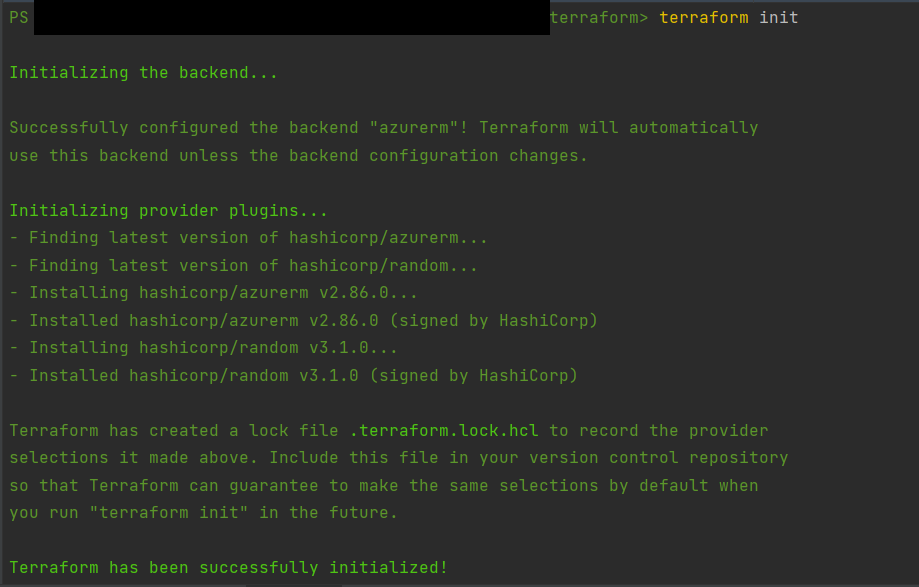 PS terraform> terraform init
Initializing the backend...
Successfully configured the backend "azurerm"! Terraform will automatically
use this backend unless the backend configuration changes.
Initializing provider plugins...
- Finding latest version of hashicorp/azurerm...
- Finding latest version of hashicorp/random...
- Installing hashicorp/azurerm v2.86.0...
- Installed hashicorp/azurerm v2.86.0 (signed by HashiCorp)
- Installing hashicorp/random v3.1.0...
- Installed hashicorp/random v3.1.0 (signed by HashiCorp)
Terraform has created a lock file .terraform.lock.hcl to record the provider
selections it made above. Include this file in your version control repository
so that Terraform can guarantee to make the same selections by default when
you run "terraform init" in the future.
Terraform has been successfully initialized!